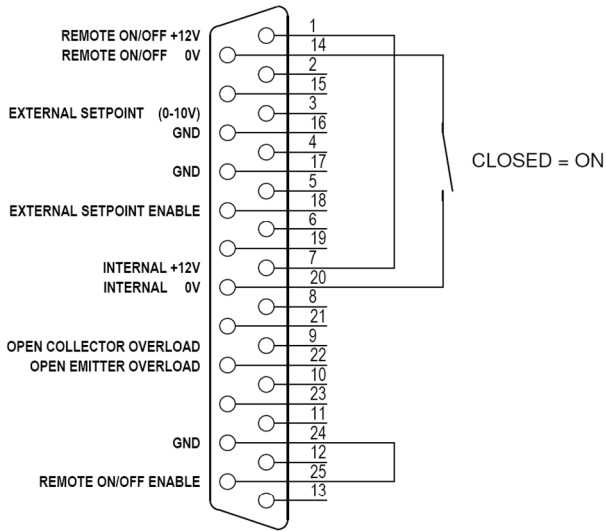 REMOTE ON/OFF +12V 1
REMOTE ON/OFF 0V 14
2
15
EXTERNAL SETPOINT (0-10V) 3
GND 16
4
CLOSED = ON
GND 17
5
EXTERNAL SETPOINT ENABLE 18
6
19
INTERNAL +12V 7
INTERNAL 0V 20
8
21
OPEN COLLECTOR OVERLOAD 9
OPEN EMITTER OVERLOAD 22
10
23
11
GND 24
12
REMOTE ON/OFF ENABLE 25
13